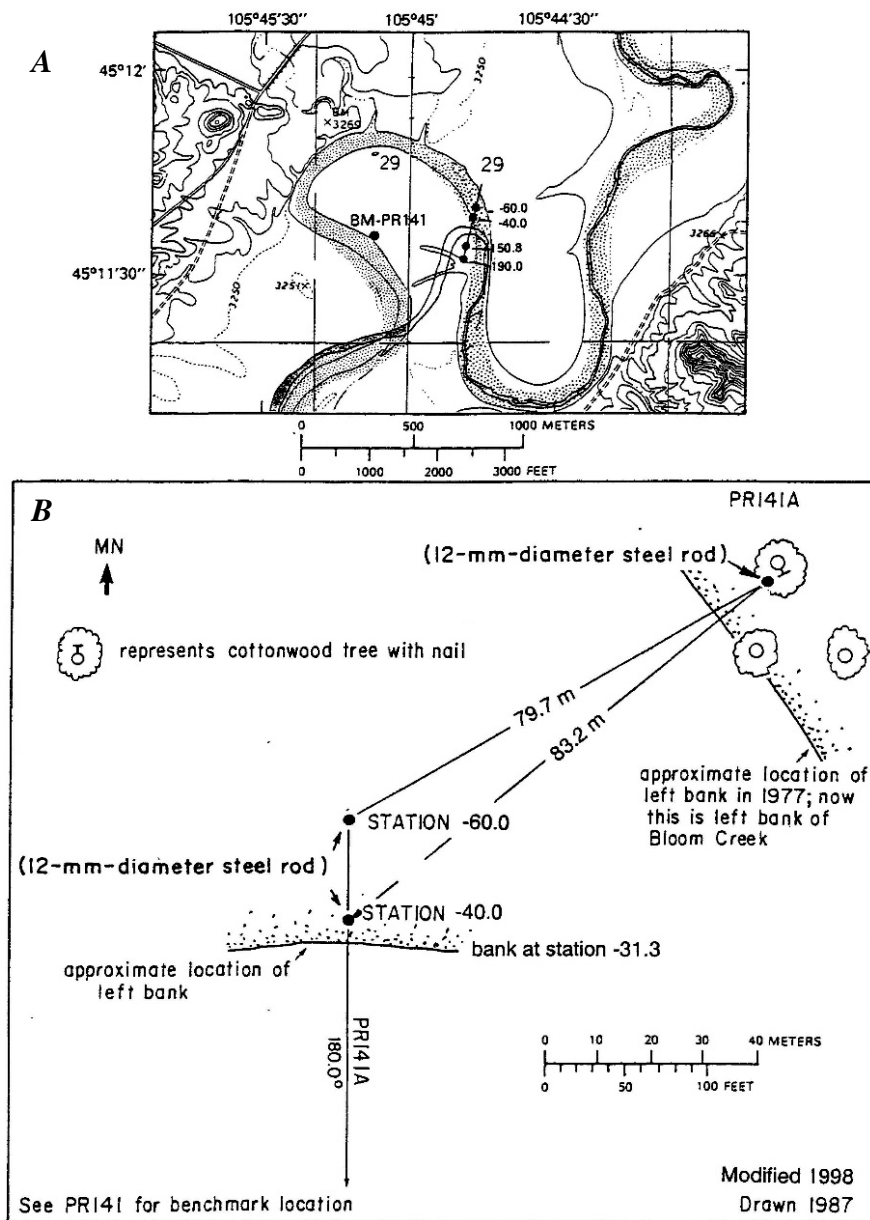 105°45'30" 105°45' 105°44'30"
A
45°12'
3250
BM
×3269
29
29
-60.0
-40.0
BM-PR141
150.8
190.0
3266×
45°11'30"
3250
3251×
0 500 1000 METERS
0 1000 2000 3000 FEET
B
PR141A
MN
(12-mm-diameter steel rod)
represents cottonwood tree with nail
79.7 m
83.2 m
approximate location of
left bank in 1977; now
this is left bank of
Bloom Creek
STATION -60.0
(12-mm-diameter steel rod)
STATION -40.0
bank at station -31.3
approximate location of
left bank
PR141A
180.0°
0 10 20 30 40 METERS
0 50 100 FEET
Modified 1998
See PR141 for benchmark location
Drawn 1987